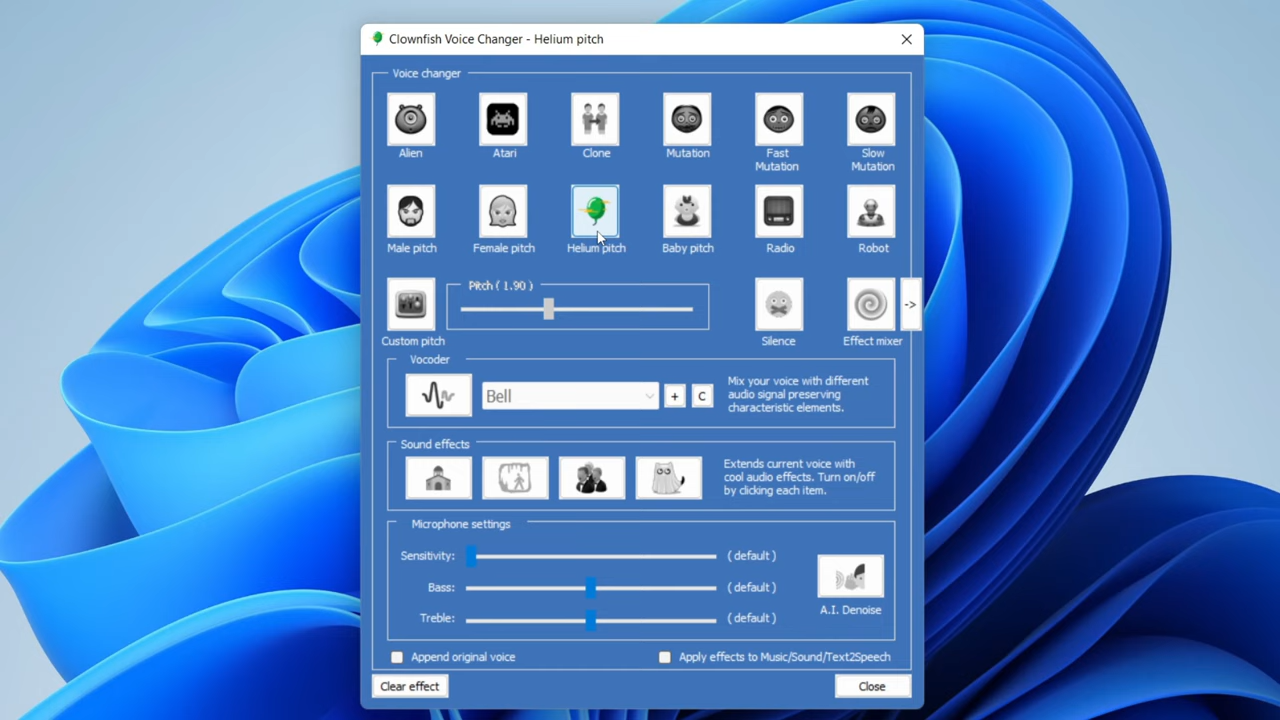 Clownfish Voice Changer - Helium pitch
Voice changer
Alien
Atari
Clone
Mutation
Fast
Mutation
Slow
Mutation
Male pitch
Female pitch
Helium pitch
Baby pitch
Radio
Robot
Pitch ( 1.90 )
->
Custom pitch
Silence
Effect mixer
Vocoder
Bell
+
C
Mix your voice with different
audio signal preserving
characteristic elements.
Sound effects
Extends current voice with
cool audio effects. Turn on/off
by clicking each item.
Microphone settings
Sensitivity:
( default )
Bass:
( default )
Treble:
( default )
A.I. Denoise
Append original voice
Apply effects to Music/Sound/Text2Speech
Clear effect
Close